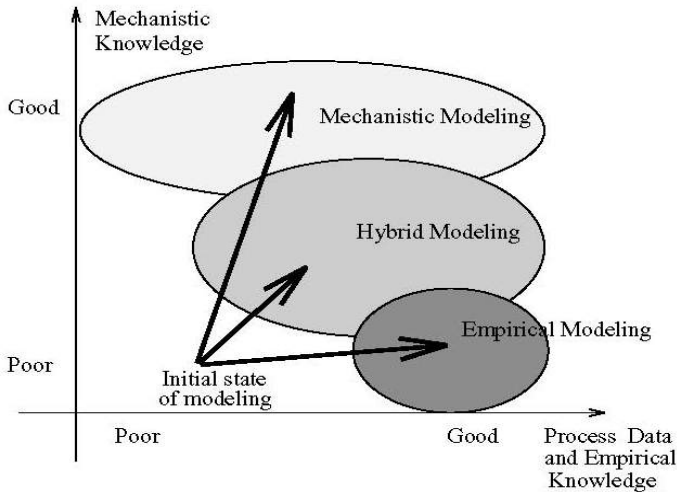 Mechanistic
Knowledge
Good
Mechanistic Modeling
Hybrid Modeling
Empirical Modeling
Poor
Initial state
of modeling
Poor
Good
Process Data
and Empirical
Knowledge